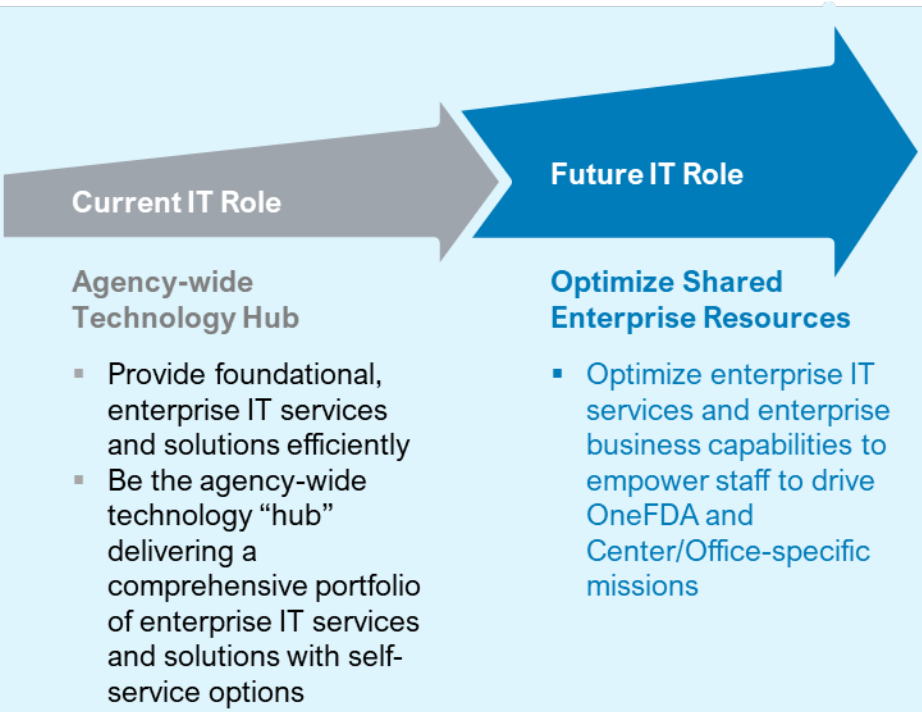 Current IT Role
Future IT Role
Agency-wide
Technology Hub
▪ Provide foundational,
enterprise IT services
and solutions efficiently
▪ Be the agency-wide
technology “hub”
delivering a
comprehensive portfolio
of enterprise IT services
and solutions with self-
service options
Optimize Shared
Enterprise Resources
▪ Optimize enterprise IT
services and enterprise
business capabilities to
empower staff to drive
OneFDA and
Center/Office-specific
missions